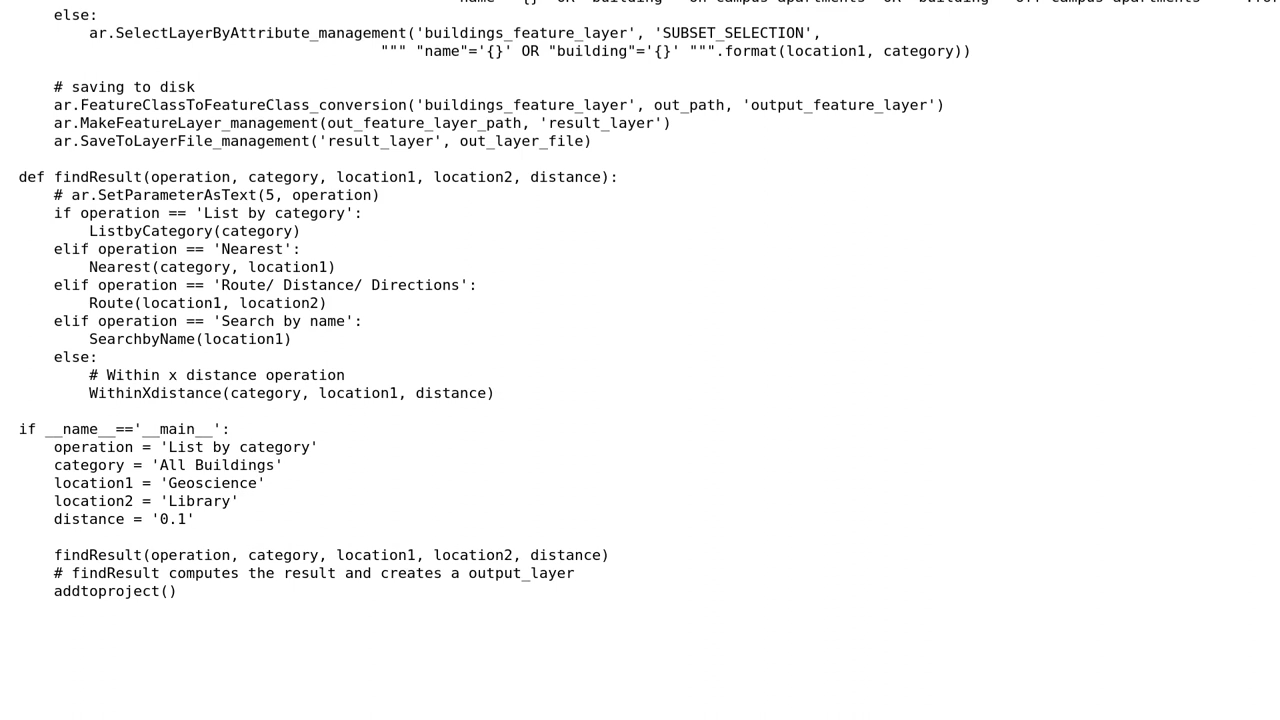 else:
ar.SelectLayerByAttribute_management('buildings_feature_layer', 'SUBSET_SELECTION',
""" "name"='{}' OR "building"='{}' """.format(location1, category))
# saving to disk
ar.FeatureClassToFeatureClass_conversion('buildings_feature_layer', out_path, 'output_feature_layer')
ar.MakeFeatureLayer_management(out_feature_layer_path, 'result_layer')
ar.SaveToLayerFile_management('result_layer', out_layer_file)
def findResult(operation, category, location1, location2, distance):
# ar.SetParameterAsText(5, operation)
if operation == 'List by category':
ListbyCategory(category)
elif operation == 'Nearest':
Nearest(category, location1)
elif operation == 'Route/ Distance/ Directions':
Route(location1, location2)
elif operation == 'Search by name':
SearchbyName(location1)
else:
# Within x distance operation
WithinXdistance(category, location1, distance)
if __name__=='__main__':
operation = 'List by category'
category = 'All Buildings'
location1 = 'Geoscience'
location2 = 'Library'
distance = '0.1'
findResult(operation, category, location1, location2, distance)
# findResult computes the result and creates a output_layer
addtoproject()